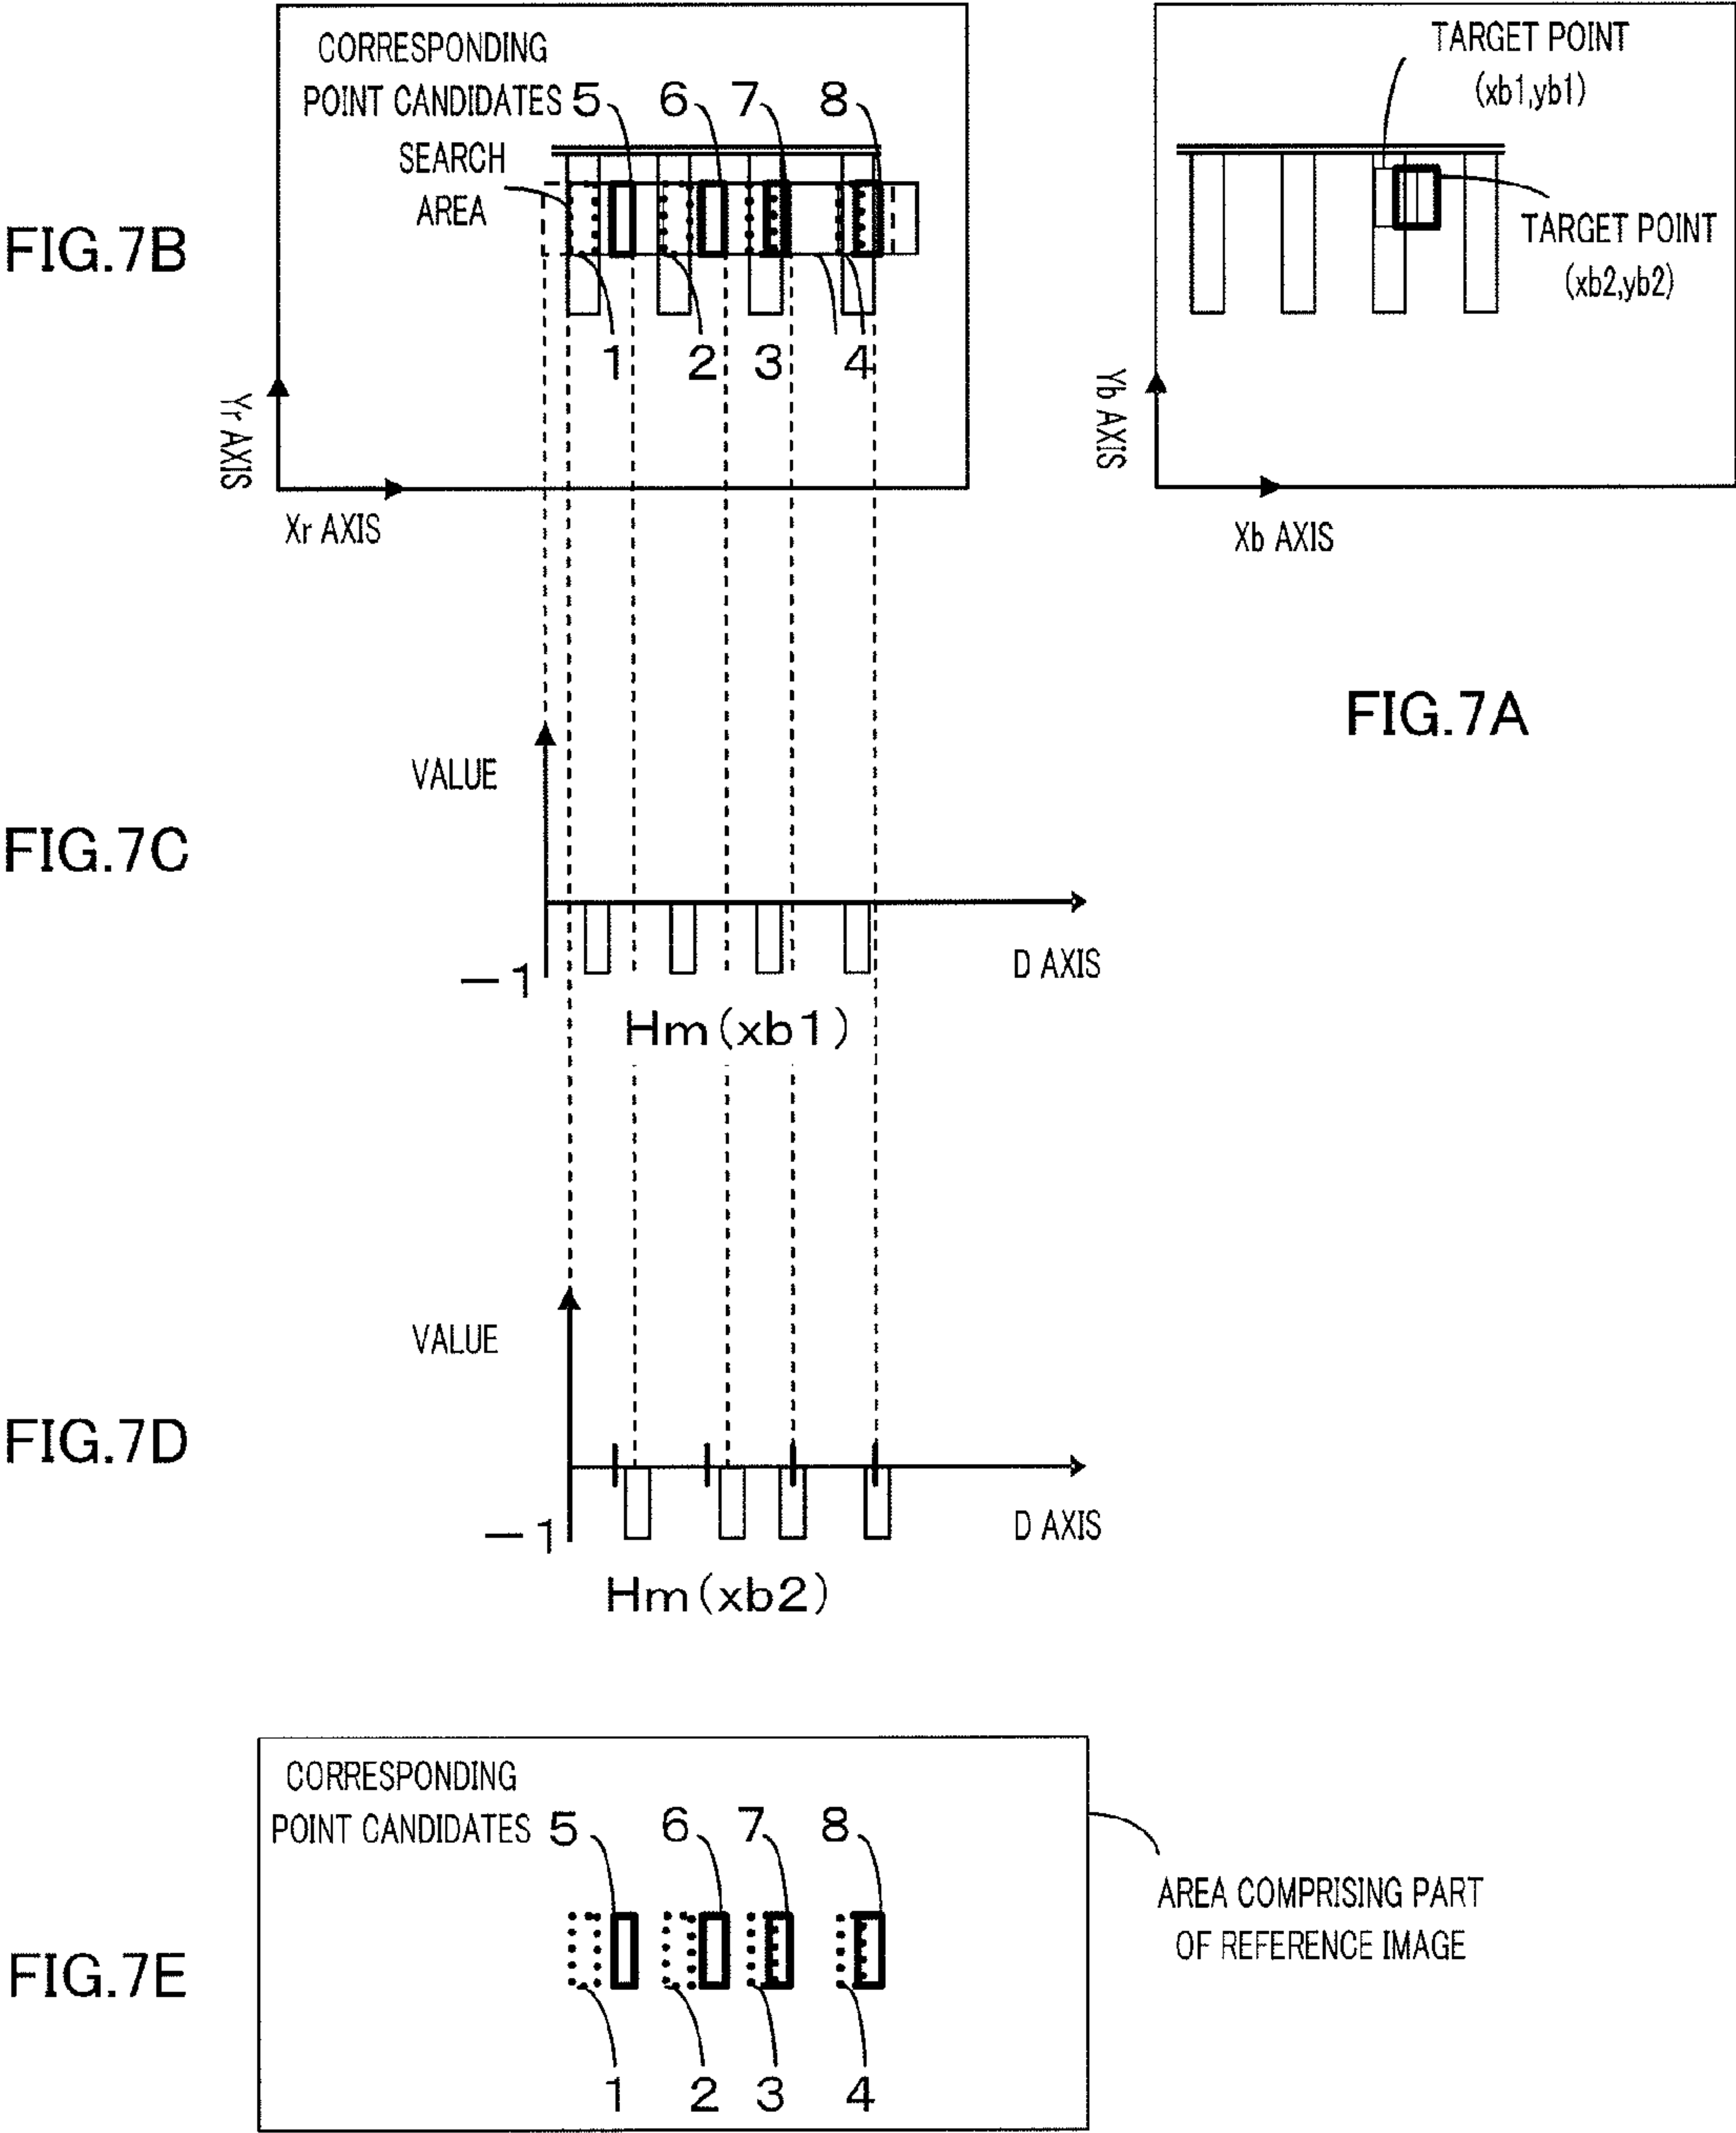 FIG.7B
CORRESPONDING
POINT CANDIDATES 5 6 7 8
SEARCH
AREA
1 2 3 4
Yr AXIS
Xr AXIS
TARGET POINT
(xb1,yb1)
TARGET POINT
(xb2,yb2)
Yb AXIS
Xb AXIS
FIG.7A
FIG.7C
VALUE
−1
D AXIS
Hm(xb1)
FIG.7D
VALUE
−1
D AXIS
Hm(xb2)
FIG.7E
CORRESPONDING
POINT CANDIDATES 5 6 7 8
1 2 3 4
AREA COMPRISING PART
OF REFERENCE IMAGE